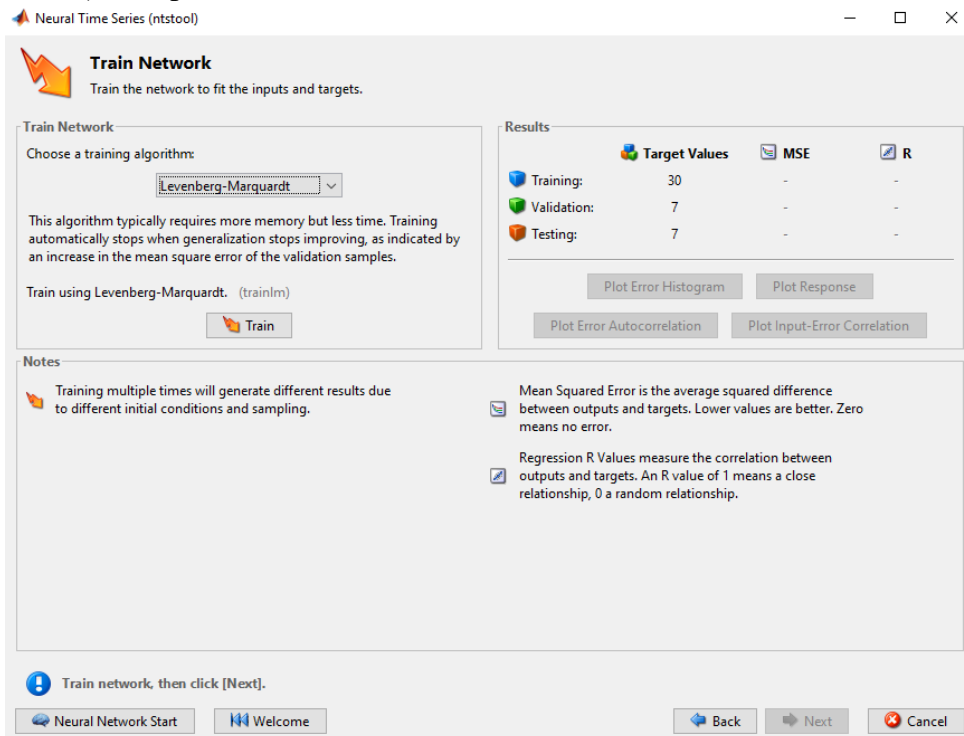 Neural Time Series (ntstool)
Train Network
Train the network to fit the inputs and targets.
Train Network
Choose a training algorithm:
Levenberg-Marquardt
This algorithm typically requires more memory but less time. Training
automatically stops when generalization stops improving, as indicated by
an increase in the mean square error of the validation samples.
Train using Levenberg-Marquardt. (trainlm)
Train
Results
Target Values MSE R
Training: 30 - -
Validation: 7 - -
Testing: 7 - -
Plot Error Histogram Plot Response
Plot Error Autocorrelation Plot Input-Error Correlation
Notes
Training multiple times will generate different results due
to different initial conditions and sampling.
Mean Squared Error is the average squared difference
between outputs and targets. Lower values are better. Zero
means no error.
Regression R Values measure the correlation between
outputs and targets. An R value of 1 means a close
relationship, 0 a random relationship.
Train network, then click [Next].
Neural Network Start Welcome Back Next Cancel